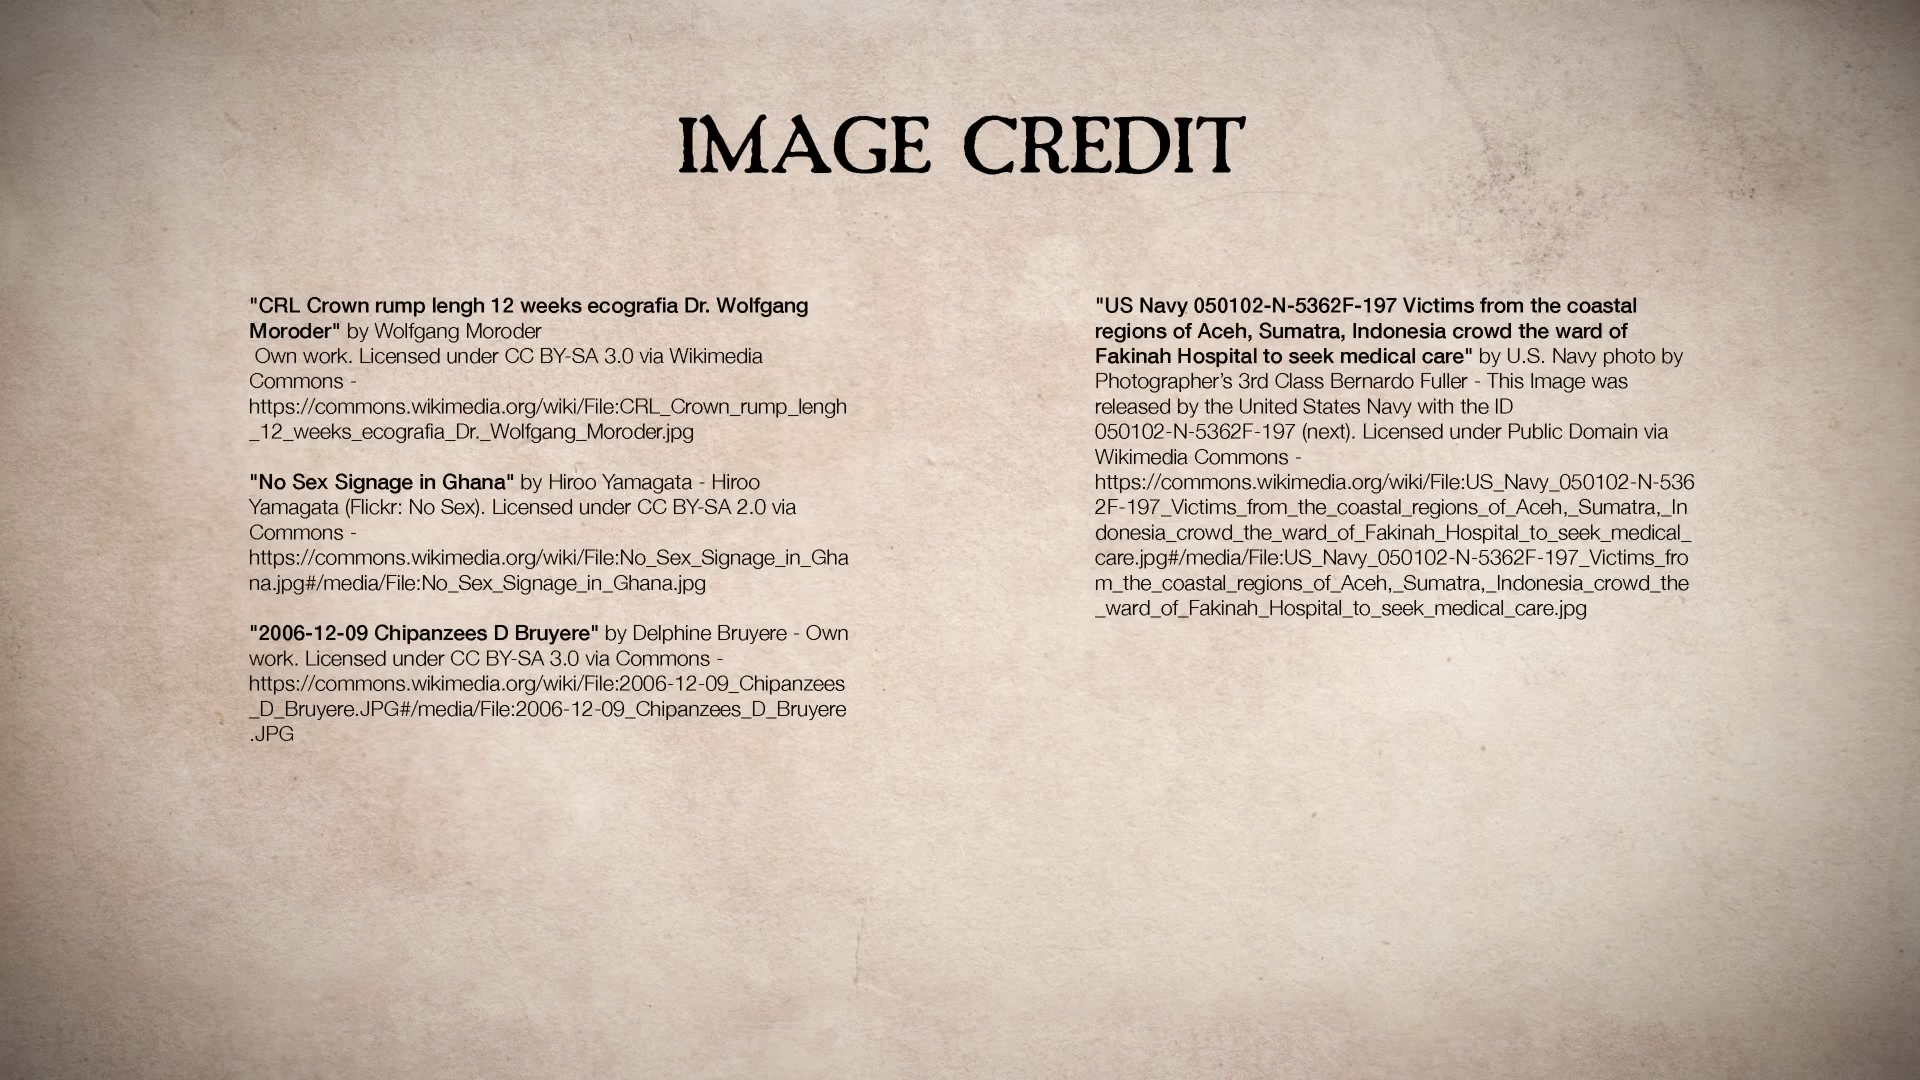 IMAGE CREDIT
"CRL Crown rump lengh 12 weeks ecografia Dr. Wolfgang
Moroder" by Wolfgang Moroder
Own work. Licensed under CC BY-SA 3.0 via Wikimedia
Commons -
https://commons.wikimedia.org/wiki/File:CRL_Crown_rump_lengh
_12_weeks_ecografia_Dr._Wolfgang_Moroder.jpg
"No Sex Signage in Ghana" by Hiroo Yamagata - Hiroo
Yamagata (Flickr: No Sex). Licensed under CC BY-SA 2.0 via
Commons -
https://commons.wikimedia.org/wiki/File:No_Sex_Signage_in_Gha
na.jpg#/media/File:No_Sex_Signage_in_Ghana.jpg
"2006-12-09 Chipanzees D Bruyere" by Delphine Bruyere - Own
work. Licensed under CC BY-SA 3.0 via Commons -
https://commons.wikimedia.org/wiki/File:2006-12-09_Chipanzees
_D_Bruyere.JPG#/media/File:2006-12-09_Chipanzees_D_Bruyere
.JPG
"US Navy 050102-N-5362F-197 Victims from the coastal
regions of Aceh, Sumatra, Indonesia crowd the ward of
Fakinah Hospital to seek medical care" by U.S. Navy photo by
Photographer's 3rd Class Bernardo Fuller - This Image was
released by the United States Navy with the ID
050102-N-5362F-197 (next). Licensed under Public Domain via
Wikimedia Commons -
https://commons.wikimedia.org/wiki/File:US_Navy_050102-N-536
2F-197_Victims_from_the_coastal_regions_of_Aceh,_Sumatra,_In
donesia_crowd_the_ward_of_Fakinah_Hospital_to_seek_medical_
care.jpg#/media/File:US_Navy_050102-N-5362F-197_Victims_fro
m_the_coastal_regions_of_Aceh,_Sumatra,_Indonesia_crowd_the
_ward_of_Fakinah_Hospital_to_seek_medical_care.jpg